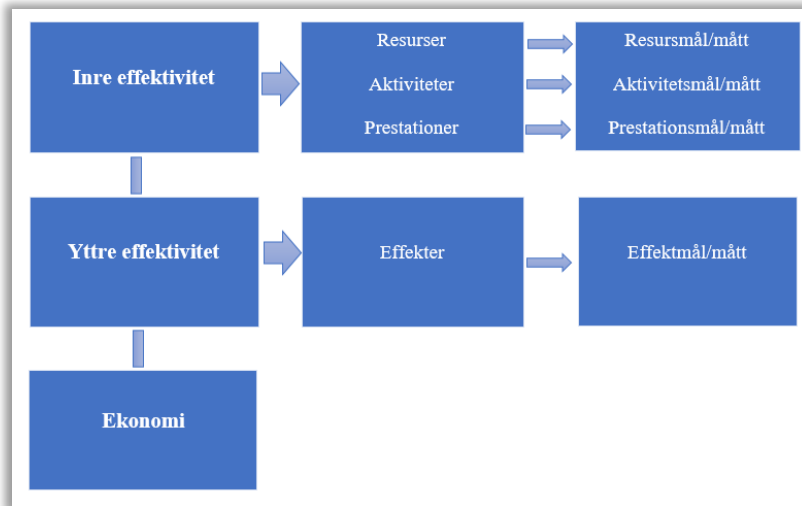 Inre effektivitet
Resurser
Aktiviteter
Prestationer
Resursmål/mått
Aktivitetsmål/mått
Prestationsmål/mått
Yttre effektivitet
Effekter
Effektmål/mått
Ekonomi